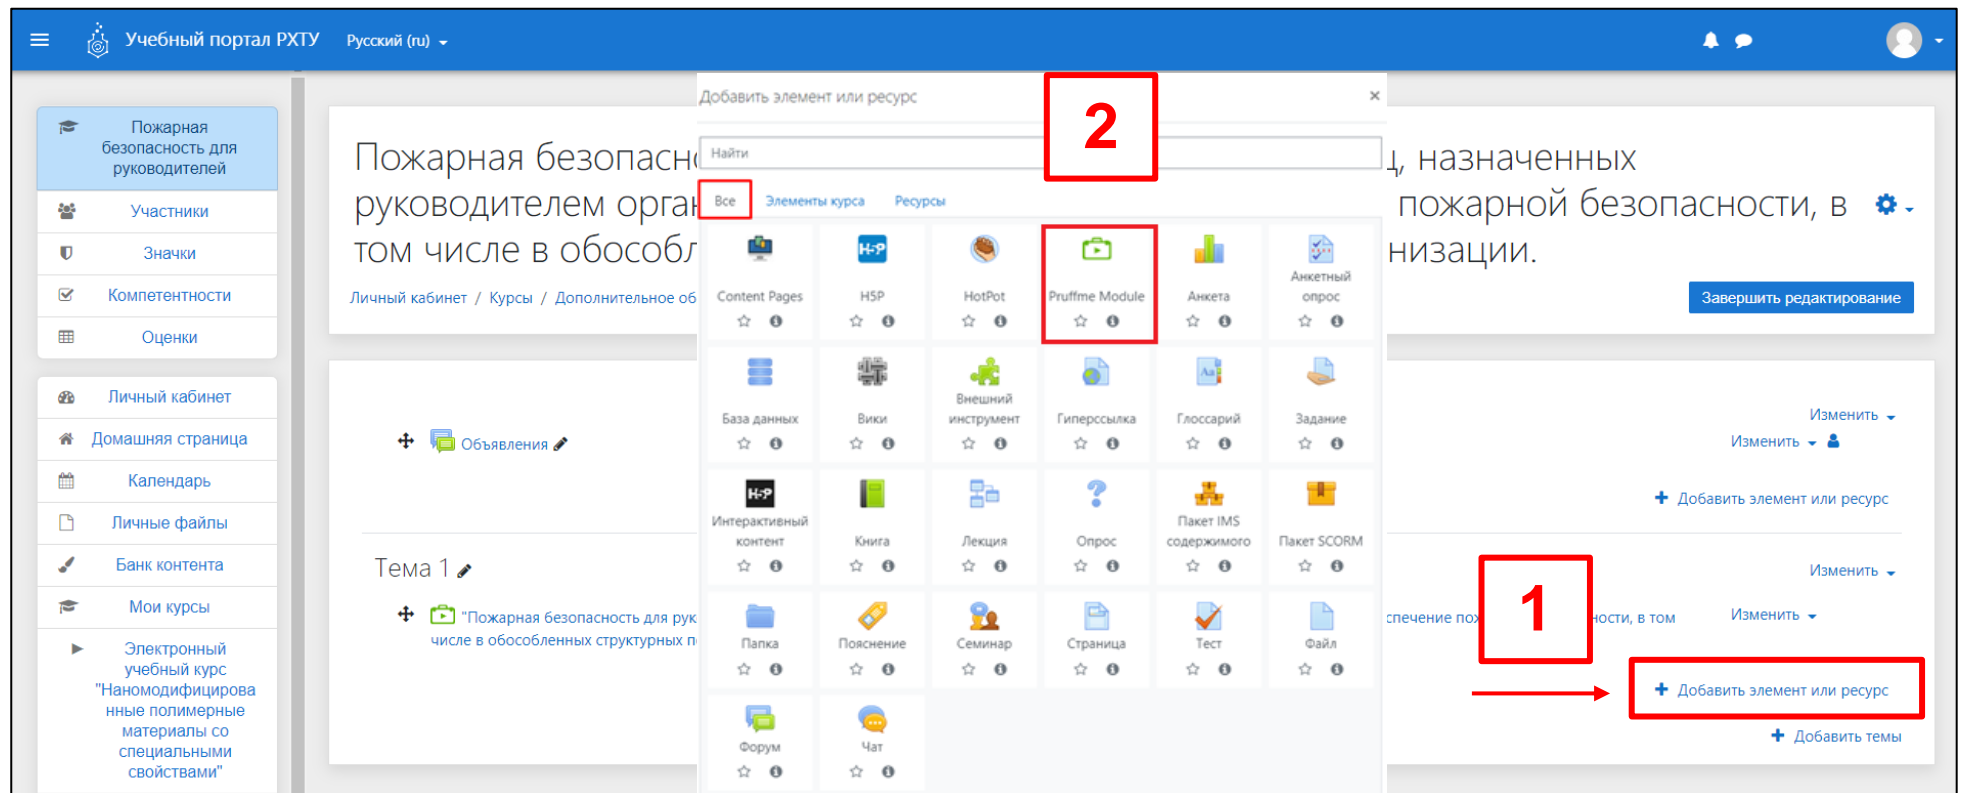 Учебный портал РХТУ Русский (ru)
Пожарная
безопасность для
руководителей
Участники
Значки
Компетентности
Оценки
Личный кабинет
Домашняя страница
Календарь
Личные файлы
Банк контента
Мои курсы
Электронный
учебный курс
"Наномодифицирова
нные полимерные
материалы со
специальными
свойствами"
Пожарная ц, назначенных
руководителем пожарной безопасности, в
том числе в обособл низации.
Личный кабинет / Курсы / Дополнительное об
Завершить редактирование
Объявления
Изменить
Изменить
Добавить элемент или ресурс
Тема 1
Изменить
"Пожарная безопасность для рук спечение пож ности, в том
числе в обособленных структурных п
Изменить
Добавить элемент или ресурс
Добавить темы
1
2
Добавить элемент или ресурс ×
Найти
Все Элементы курса Ресурсы
Content Pages
H5P
H5P
HotPot
Pruffme Module
Анкета
Анкетный
опрос
База данных
Вики
Внешний
инструмент
Гиперссылка
Aa
Глоссарий
Задание
H5P
Интерактивный
контент
Книга
Лекция
?
Опрос
Пакет IMS
содержимого
Пакет SCORM
Папка
Пояснение
Семинар
Страница
Тест
Файл
Форум
Чат